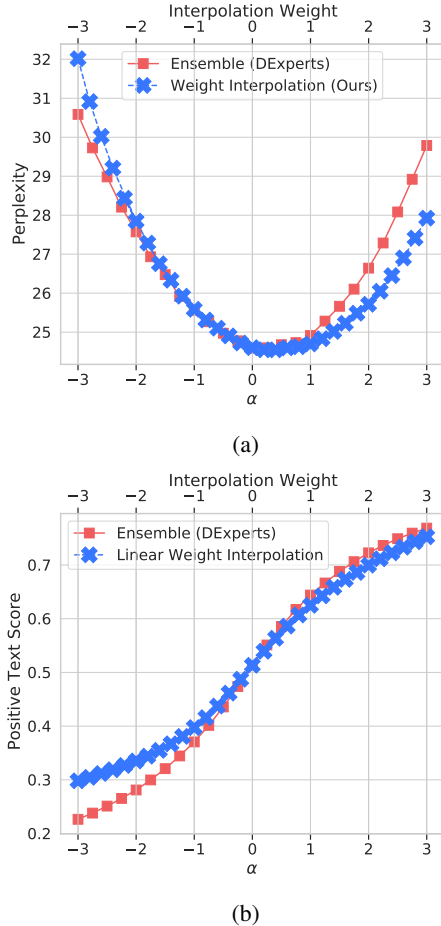 Interpolation Weight
−3 −2 −1 0 1 2 3
Ensemble (DExperts)
Weight Interpolation (Ours)
32
31
30
29
28
27
26
25
Perplexity
−3 −2 −1 0 1 2 3
α
(a)
Interpolation Weight
−3 −2 −1 0 1 2 3
Ensemble (DExperts)
Linear Weight Interpolation
0.7
0.6
0.5
0.4
0.3
0.2
Positive Text Score
−3 −2 −1 0 1 2 3
α
(b)